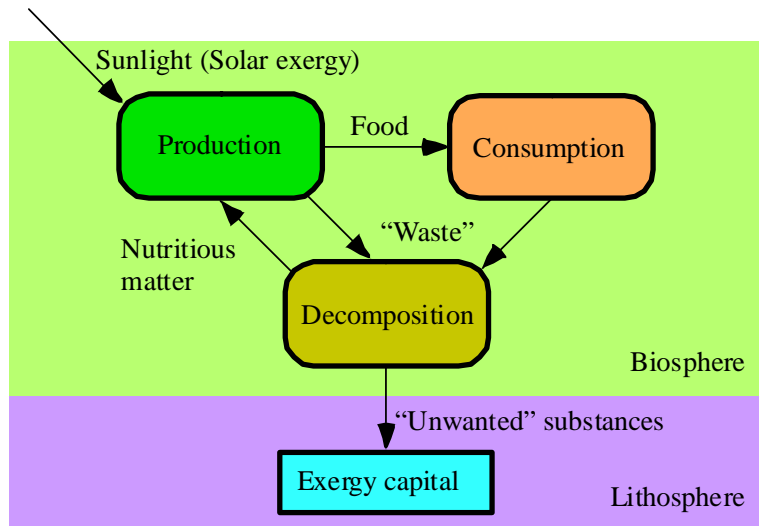 Sunlight (Solar exergy)
Production
Food
Consumption
“Waste”
Nutritious
matter
Decomposition
Biosphere
“Unwanted” substances
Exergy capital
Lithosphere